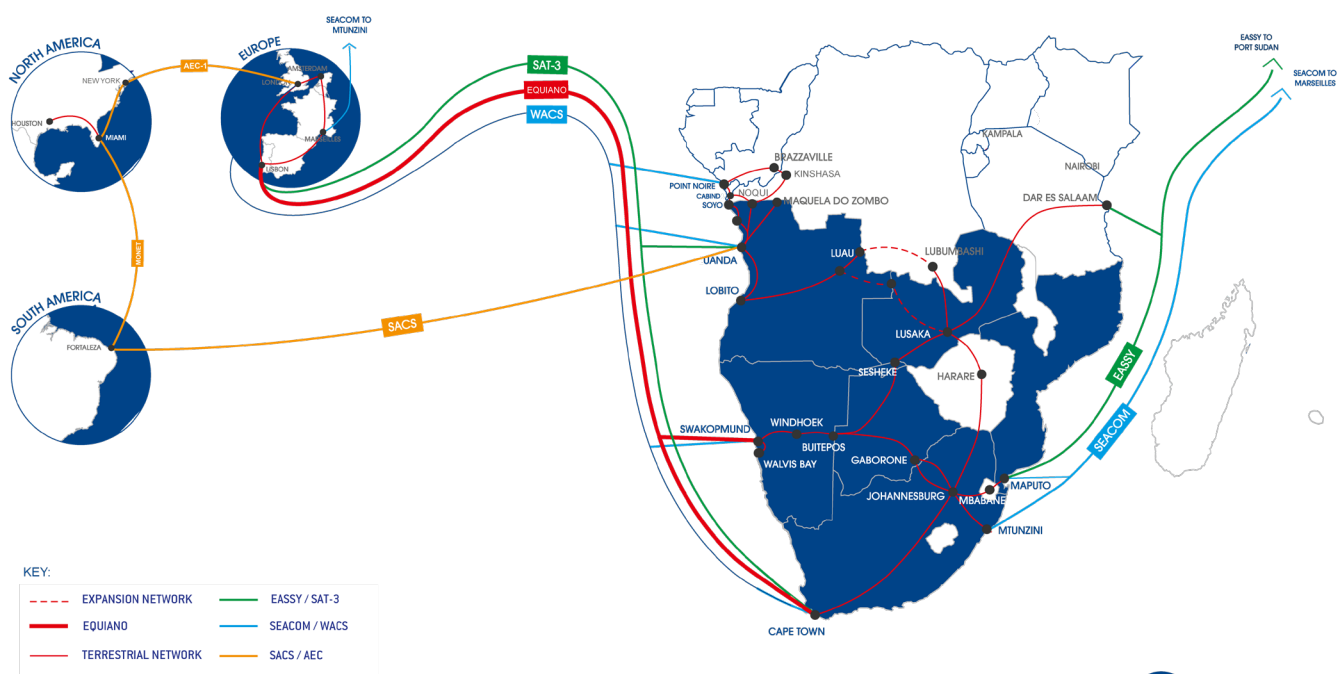 SEACOM TO
MTUNZINI
NORTH AMERICA
EUROPE
EASSY TO
PORT SUDAN
SEACOM TO
MARSEILLES
AEC-1
SAT-3
EQUIANO
WACS
NEW YORK
HOUSTON
MIAMI
AMSTERDAM
LONDON
MARSEILLES
LISBON
KAMPALA
NAIROBI
BRAZZAVILLE
KINSHASA
POINT NOIRE
CABIND
NOQUI
SOYO
MAQUELA DO ZOMBO
DAR ES SALAAM
MONET
UANDA
LUAU
LUBUMBASHI
LOBITO
SOUTH AMERICA
FORTALEZA
SACS
LUSAKA
SESHEKE
HARARE
EASSY
SEACOM
SWAKOPMUND
WINDHOEK
BUITEPOS
WALVIS BAY
GABORONE
JOHANNESBURG
MBABANE
MAPUTO
MTUNZINI
CAPE TOWN
KEY:
EXPANSION NETWORK
EASSY / SAT-3
EQUIANO
SEACOM / WACS
TERRESTRIAL NETWORK
SACS / AEC